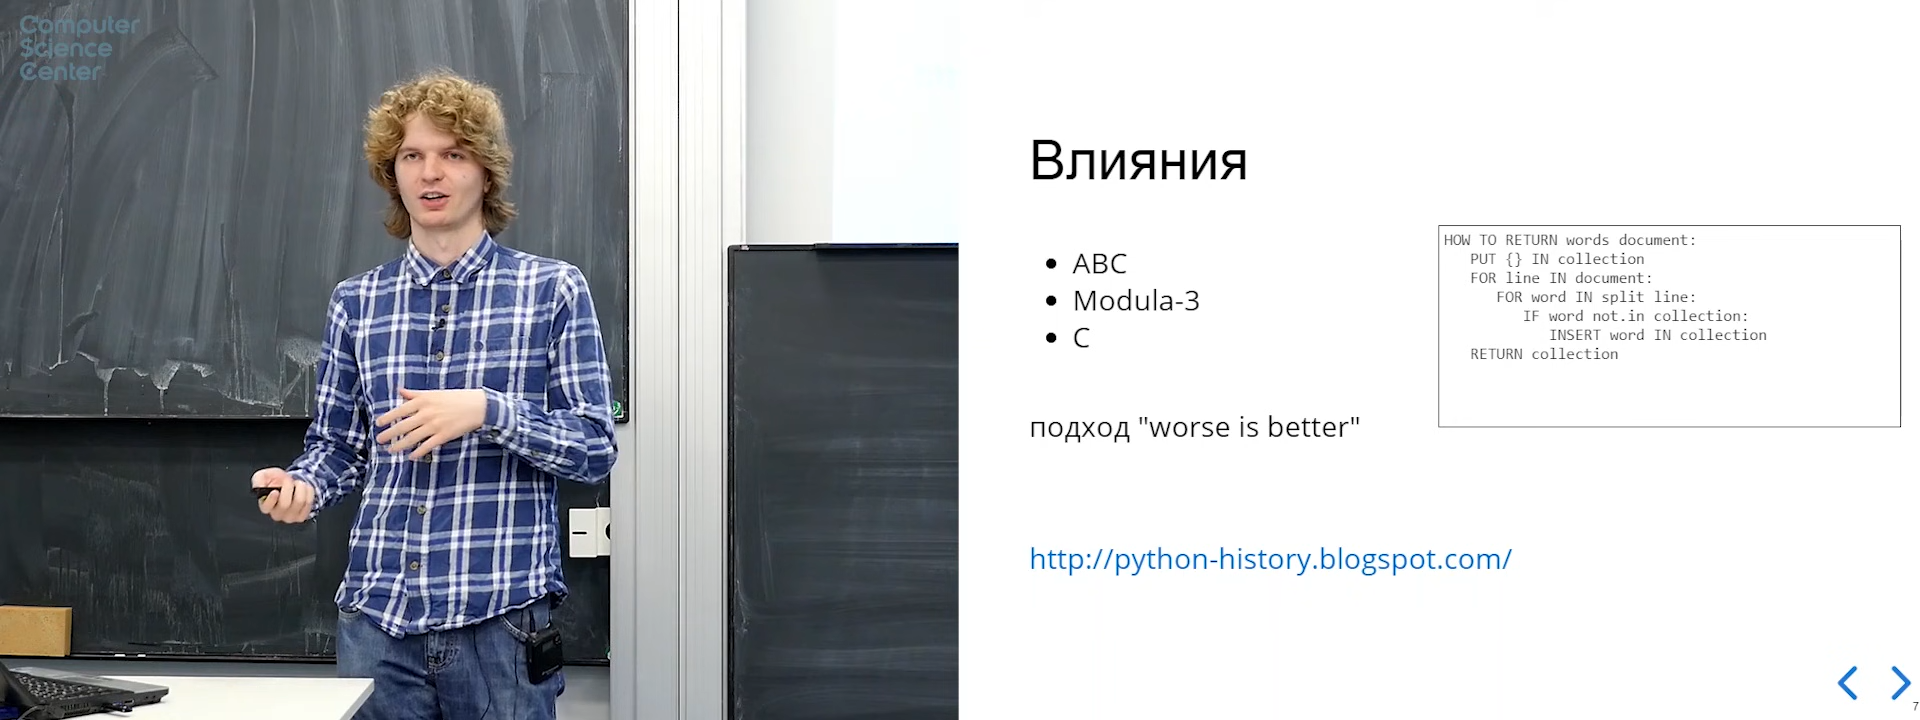 Computer
Science
Center
Влияния
ABC
Modula-3
C
подход "worse is better"
http://python-history.blogspot.com/
HOW TO RETURN words document:
PUT {} IN collection
FOR line IN document:
FOR word IN split line:
IF word not.in collection:
INSERT word IN collection
RETURN collection
7